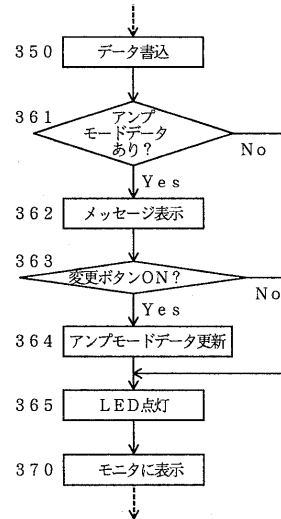 ３５０
データ書込
３６１
アンプ
モードデータ
あり？
Ｎｏ
Ｙｅｓ
３６２
メッセージ表示
３６３
変更ボタンＯＮ？
Ｎｏ
Ｙｅｓ
３６４
アンプモードデータ更新
３６５
ＬＥＤ点灯
３７０
モニタに表示